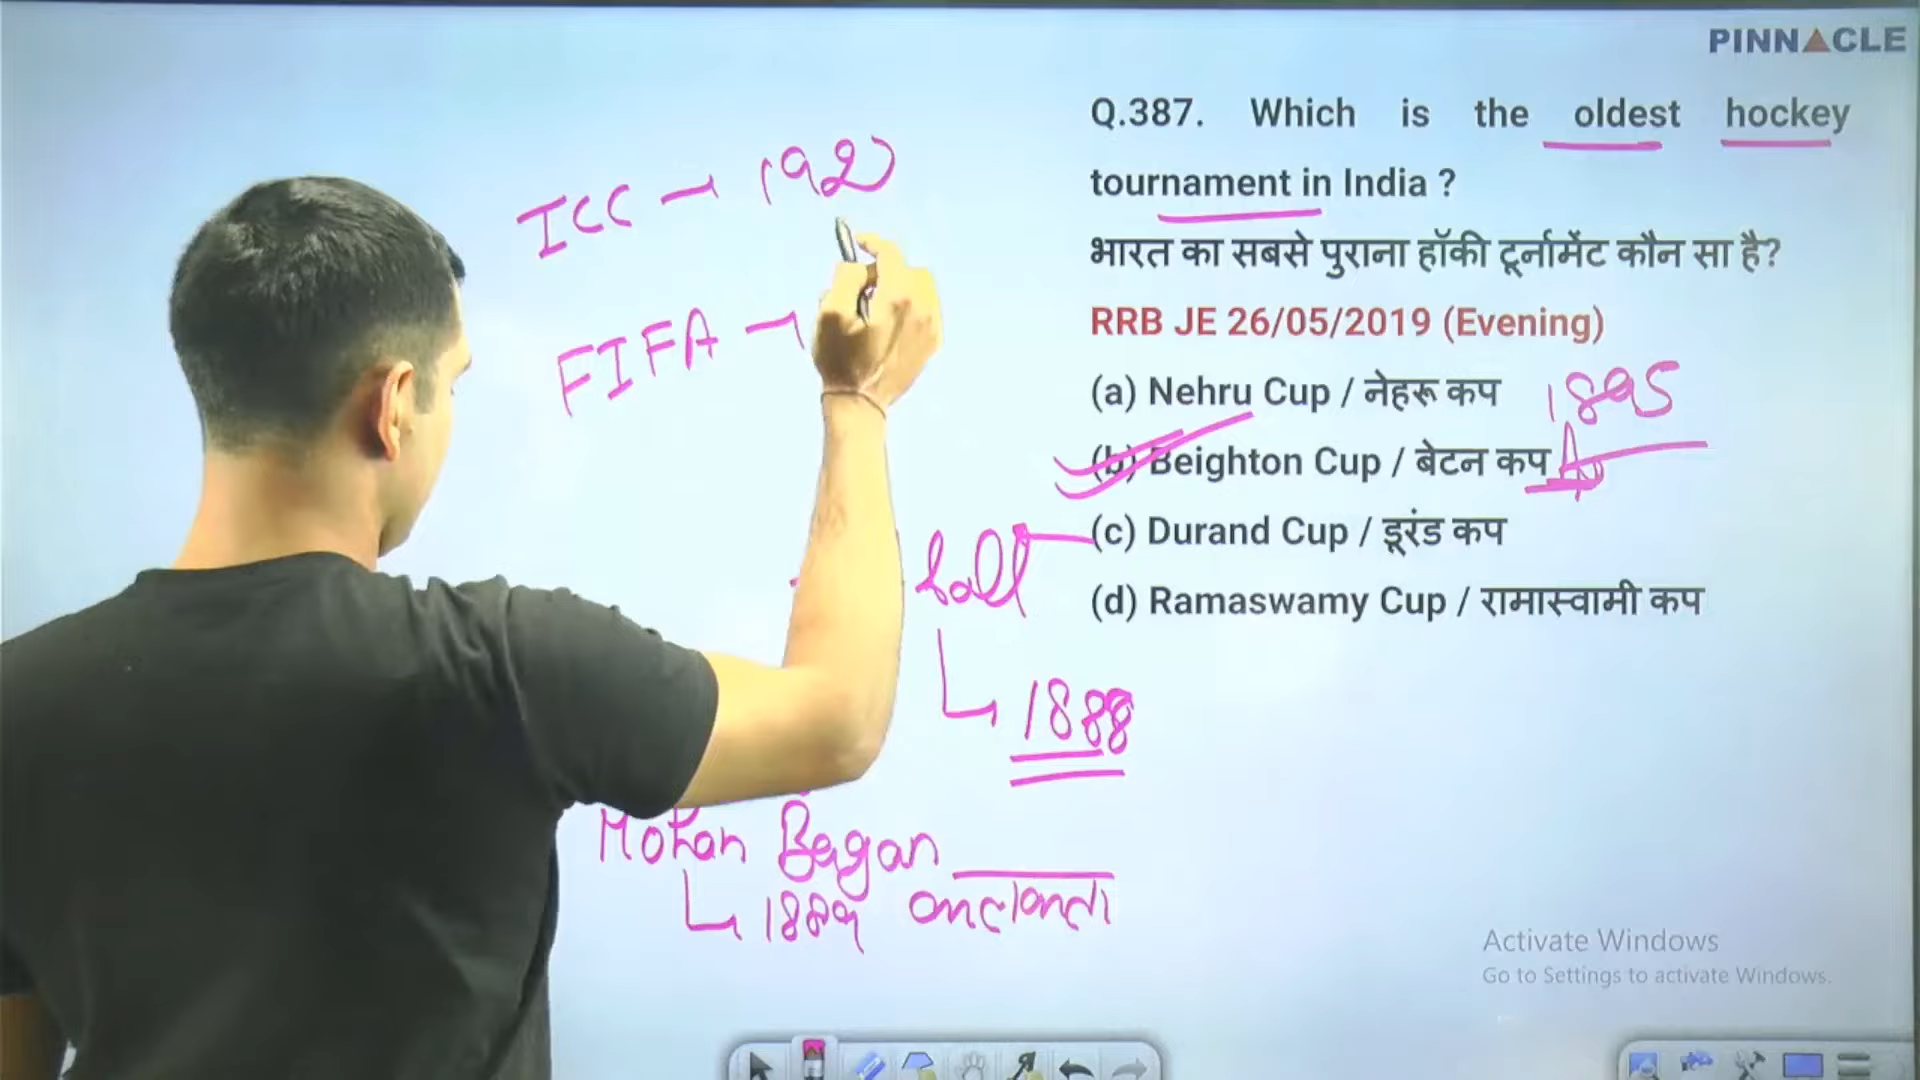 PINNACLE
Q.387. Which is the oldest hockey
tournament in India ?
भारत का सबसे पुराना हॉकी टूर्नामेंट कौन सा है?
RRB JE 26/05/2019 (Evening)
(a) Nehru Cup / नेहरू कप 1895
(b) Beighton Cup / बेटन कप
(c) Durand Cup / डूरंड कप
(d) Ramaswamy Cup / रामास्वामी कप
ICC → 192
FIFA →
ball
1888
Mohan Bagan
1889 कलकत्ता
Activate Windows
Go to Settings to activate Windows.